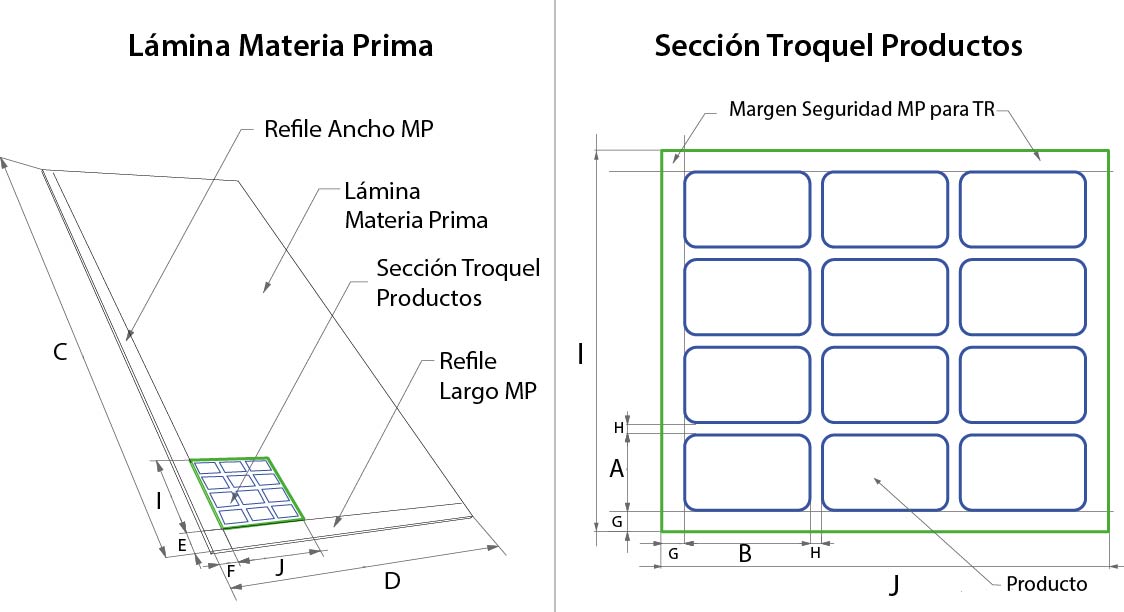 Lámina Materia Prima
Refile Ancho MP
Lámina
Materia Prima
Sección Troquel
Productos
Refile
Largo MP
C
I
E
F
J
D
Sección Troquel Productos
Margen Seguridad MP para TR
I
H
A
G
G
B
H
J
Producto